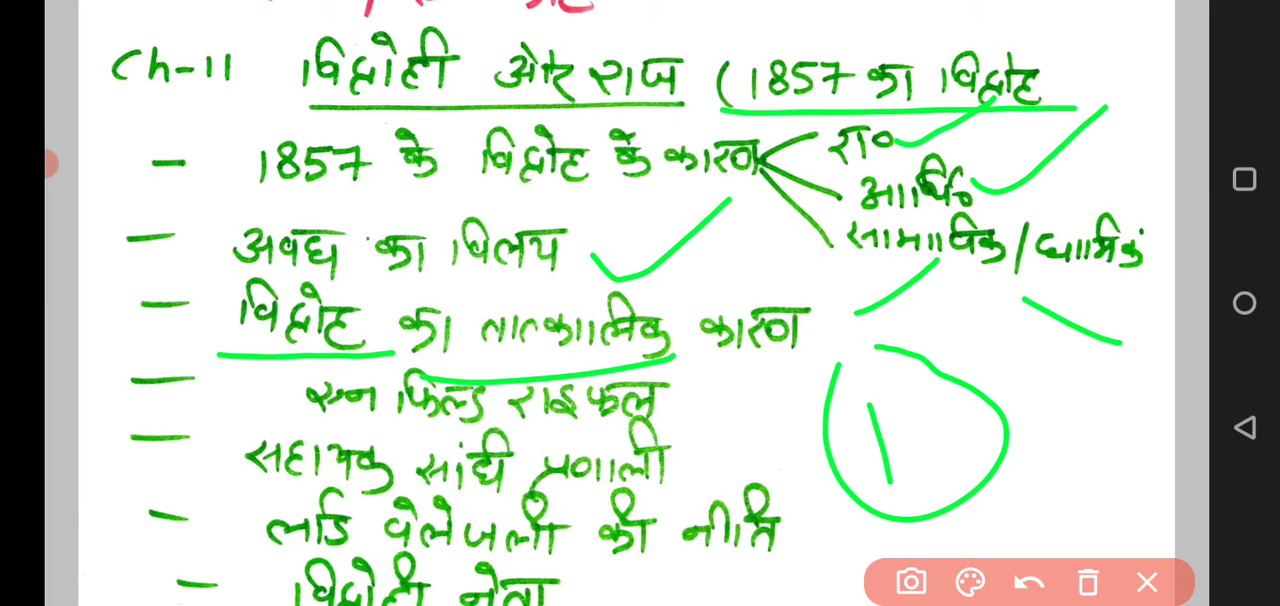 Ch-11 विद्रोही और राज (1857 का विद्रोह
- 1857 के विद्रोह के कारण रा०
आर्थि०
सामाजिक/धार्मिक
- अवध का विलय
- विद्रोह का तात्कालिक कारण
- एनफिल्ड राइफल
- सहायक संधि प्रणाली
- लार्ड वेलेजली की नीति
- विद्रोही नेता
1